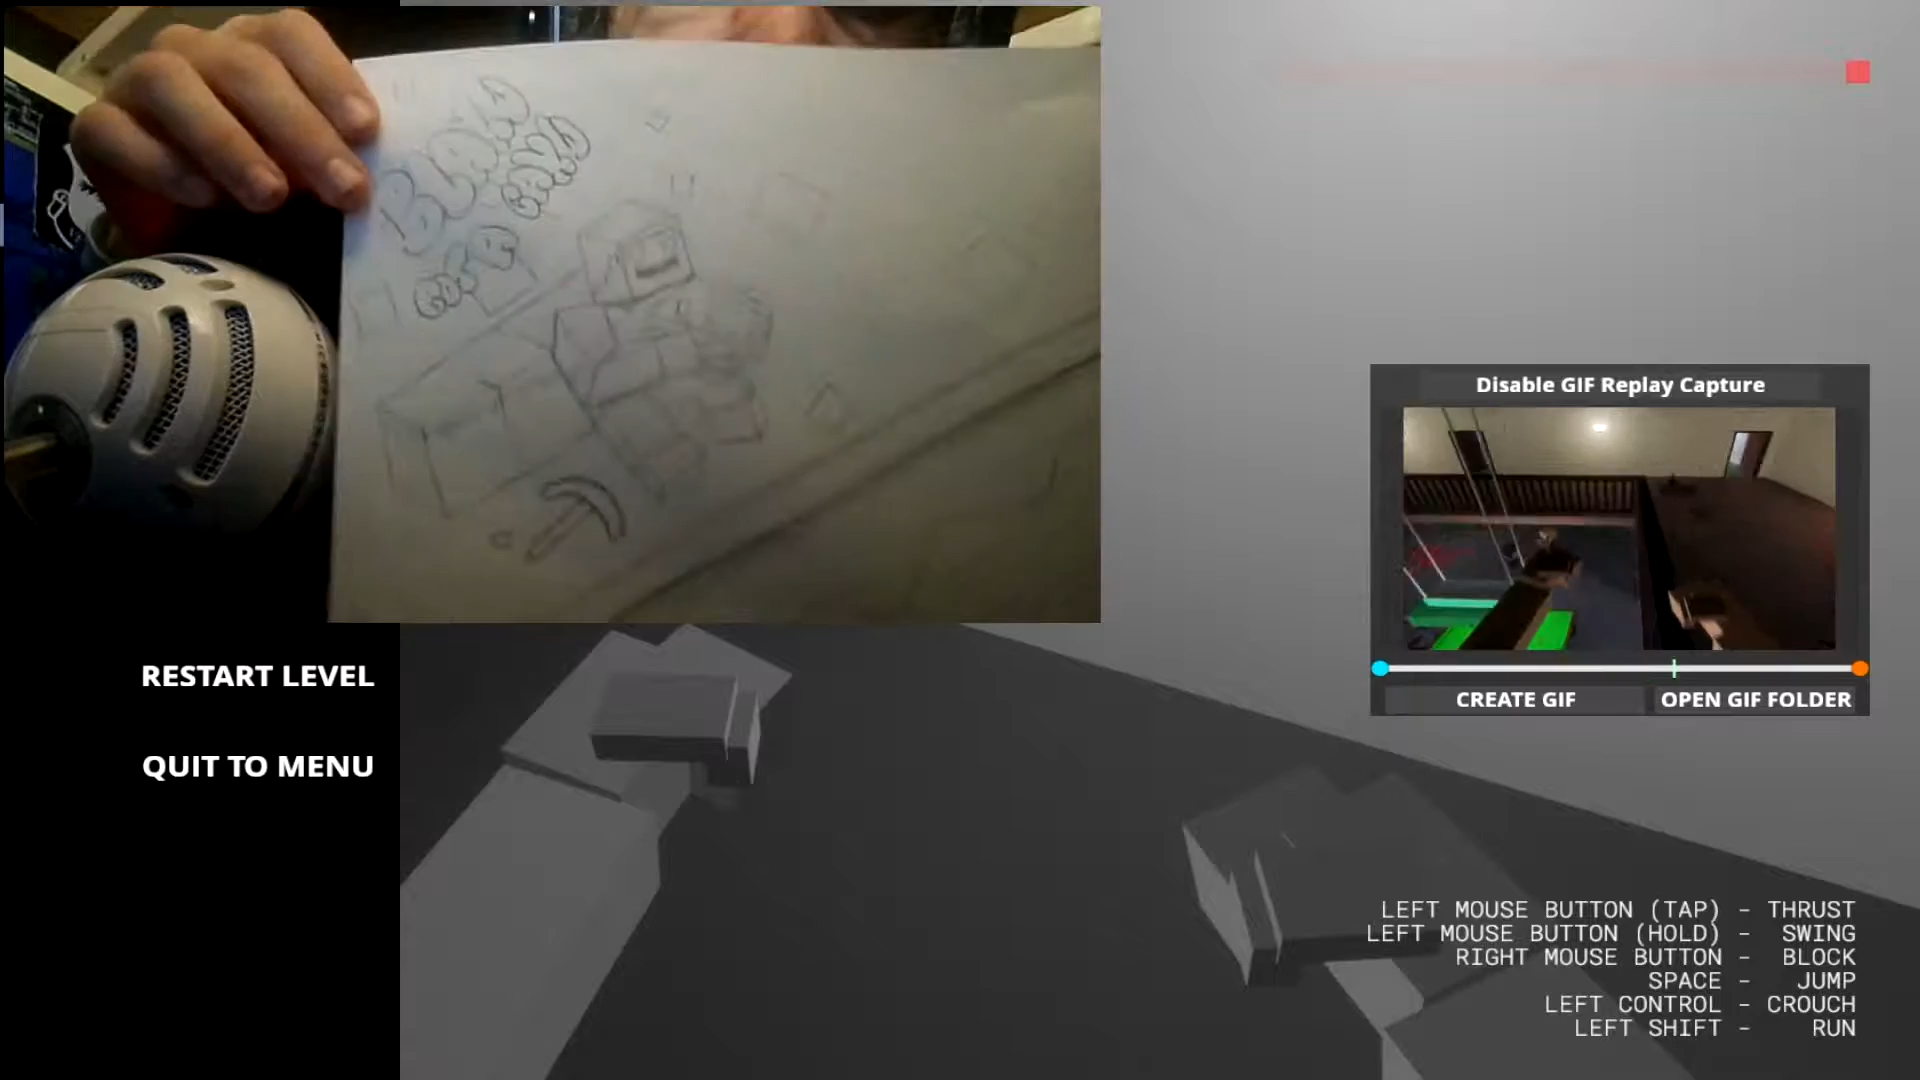 Disable GIF Replay Capture
CREATE GIF
OPEN GIF FOLDER
RESTART LEVEL
QUIT TO MENU
LEFT MOUSE BUTTON (TAP) - THRUST
LEFT MOUSE BUTTON (HOLD) - SWING
RIGHT MOUSE BUTTON - BLOCK
SPACE - JUMP
LEFT CONTROL - CROUCH
LEFT SHIFT - RUN